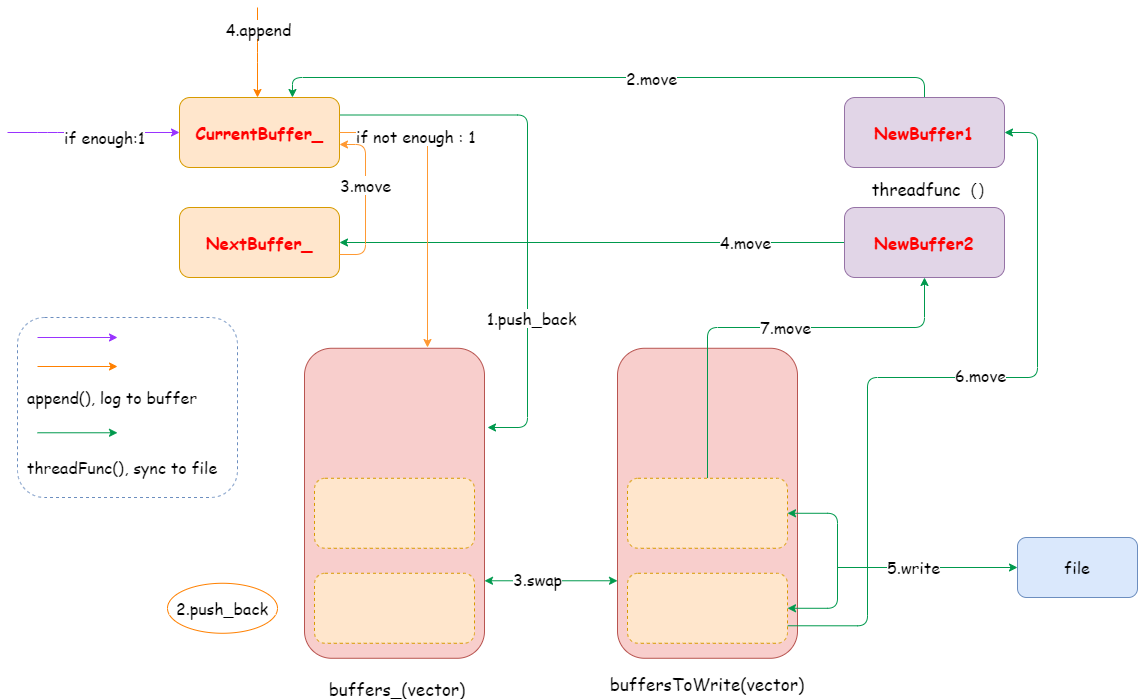 4.append
2.move
if enough:1
CurrentBuffer_
if not enough : 1
NewBuffer1
3.move
threadfunc ()
NextBuffer_
4.move
NewBuffer2
1.push_back
7.move
6.move
append(), log to buffer
threadFunc(), sync to file
5.write
file
3.swap
2.push_back
buffers_(vector)
buffersToWrite(vector)